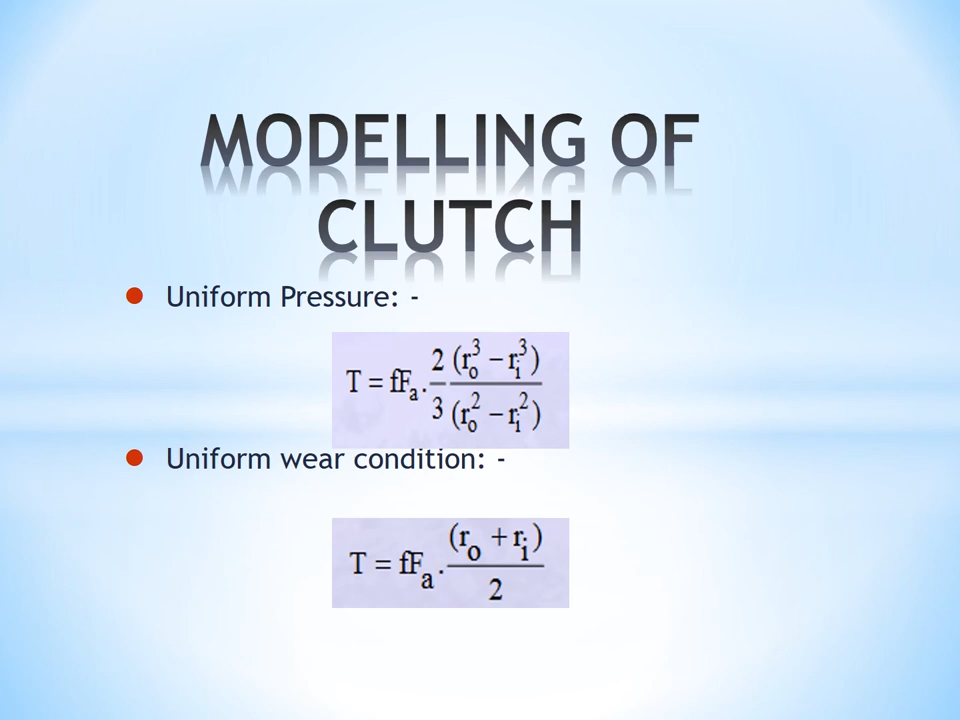 MODELLING OF
CLUTCH
● Uniform Pressure: -
T = fFₐ. 2/3 (rₒ³ – rᵢ³)/(rₒ² – rᵢ²)
● Uniform wear condition: -
T = fFₐ. (rₒ + rᵢ)/2